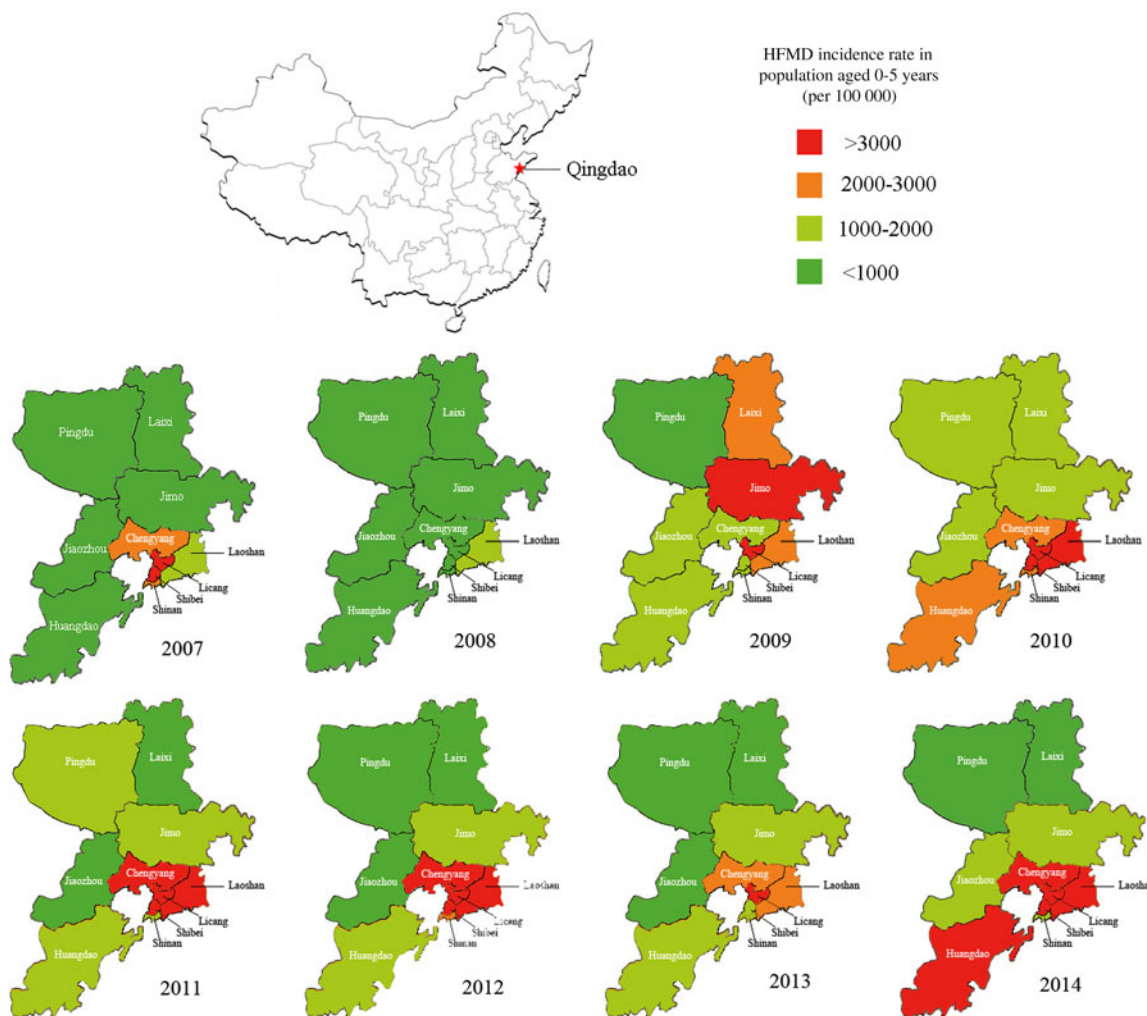 HFMD incidence rate in
population aged 0-5 years
(per 100 000)
>3000
2000-3000
1000-2000
<1000
Qingdao
Pingdu
Laixi
Jimo
Chengyang
Jiaozhou
Laoshan
Licang
Shibei
Shinan
Huangdao
2007
Pingdu
Laixi
Jimo
Chengyang
Jiaozhou
Laoshan
Licang
Shibei
Shinan
Huangdao
2008
Pingdu
Laixi
Jimo
Chengyang
Jiaozhou
Laoshan
Licang
Shibei
Shinan
Huangdao
2009
Pingdu
Laixi
Jimo
Chengyang
Jiaozhou
Laoshan
Licang
Shibei
Shinan
Huangdao
2010
Pingdu
Laixi
Jimo
Chengyang
Jiaozhou
Laoshan
Licang
Shibei
Shinan
Huangdao
2011
Pingdu
Laixi
Jimo
Chengyang
Jiaozhou
Laoshan
Licang
Shibei
Shinan
Huangdao
2012
Pingdu
Laixi
Jimo
Chengyang
Jiaozhou
Laoshan
Licang
Shibei
Shinan
Huangdao
2013
Pingdu
Laixi
Jimo
Chengyang
Jiaozhou
Laosha
Licang
Shibei
Shinan
Huangdao
2014